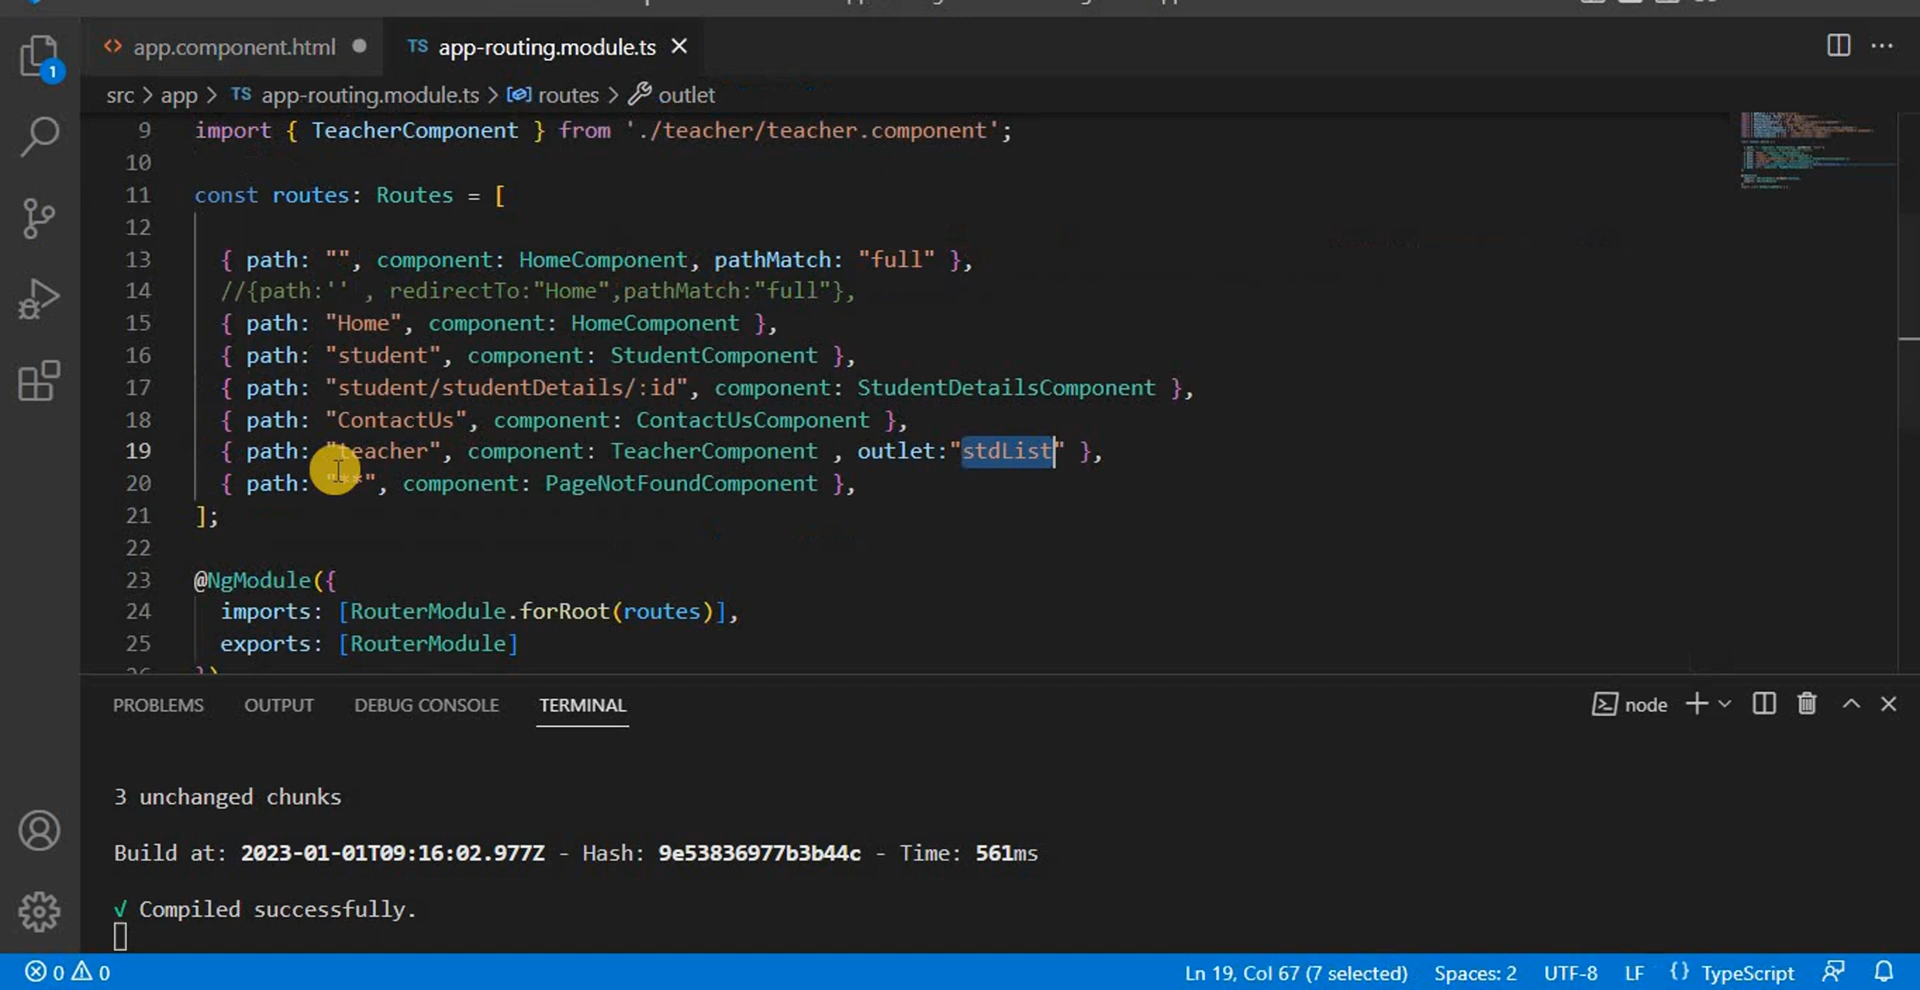 app.component.html
TS app-routing.module.ts
src > app > TS app-routing.module.ts > routes > outlet
9 import { TeacherComponent } from './teacher/teacher.component';
10
11 const routes: Routes = [
12
13 { path: "", component: HomeComponent, pathMatch: "full" },
14 //{path:'' , redirectTo:"Home",pathMatch:"full"},
15 { path: "Home", component: HomeComponent },
16 { path: "student", component: StudentComponent },
17 { path: "student/studentDetails/:id", component: StudentDetailsComponent },
18 { path: "ContactUs", component: ContactUsComponent },
19 { path: "teacher", component: TeacherComponent , outlet:"stdList" },
20 { path: "**", component: PageNotFoundComponent },
21 ];
22
23 @NgModule({
24 imports: [RouterModule.forRoot(routes)],
25 exports: [RouterModule]
1
PROBLEMS OUTPUT DEBUG CONSOLE TERMINAL
node
3 unchanged chunks
Build at: 2023-01-01T09:16:02.977Z - Hash: 9e53836977b3b44c - Time: 561ms
√ Compiled successfully.
0 0
Ln 19, Col 67 (7 selected) Spaces: 2 UTF-8 LF {} TypeScript